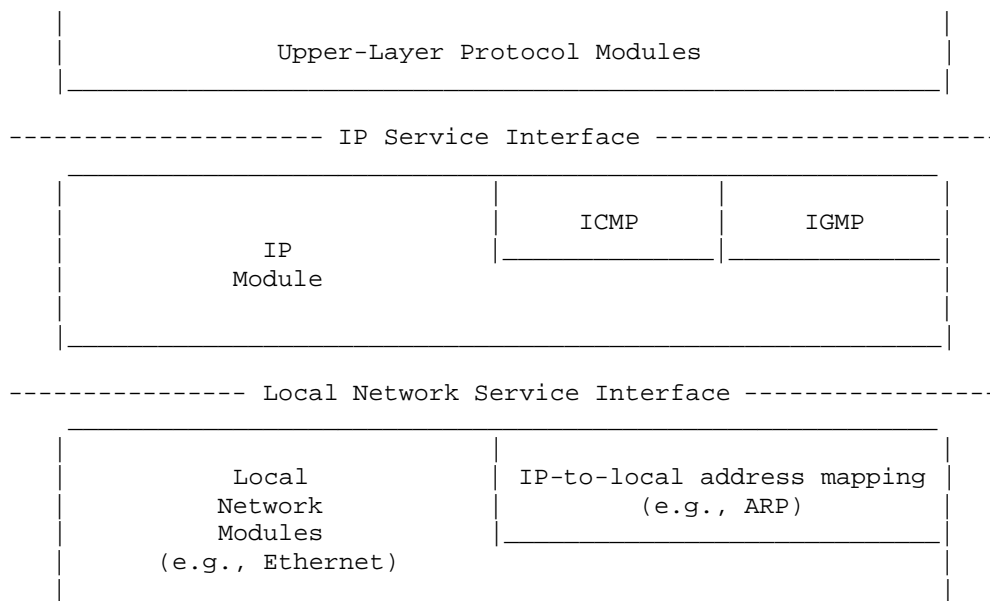 Upper-Layer Protocol Modules
IP Service Interface
ICMP IGMP
IP
Module
Local Network Service Interface
Local IP-to-local address mapping
Network (e.g., ARP)
Modules
(e.g., Ethernet)